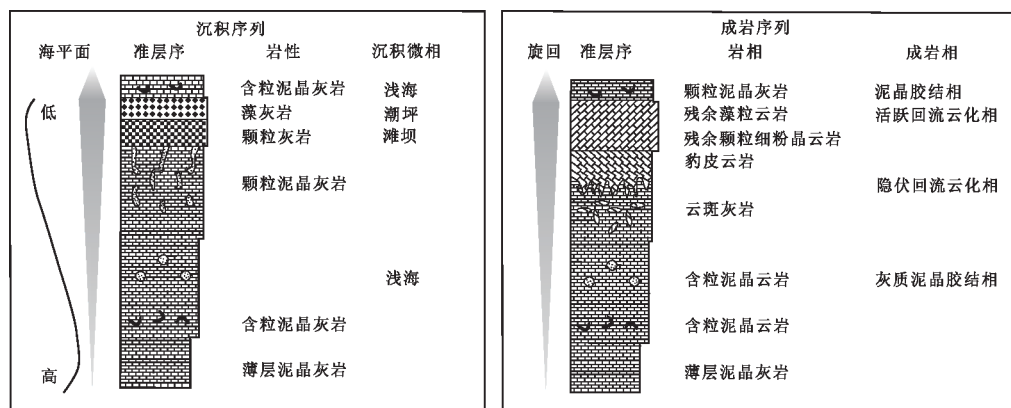 沉积序列
海平面 准层序 岩性 沉积微相
含粒泥晶灰岩 浅海
低 藻灰岩 潮坪
颗粒灰岩 滩坝
颗粒泥晶灰岩
浅海
含粒泥晶灰岩
高 薄层泥晶灰岩
成岩序列
旋回 准层序 岩相 成岩相
颗粒泥晶灰岩 泥晶胶结相
残余藻粒云岩 活跃回流云化相
残余颗粒细粉晶云岩
豹皮云岩
隐伏回流云化相
云斑灰岩
含粒泥晶云岩 灰质泥晶胶结相
含粒泥晶云岩
薄层泥晶灰岩